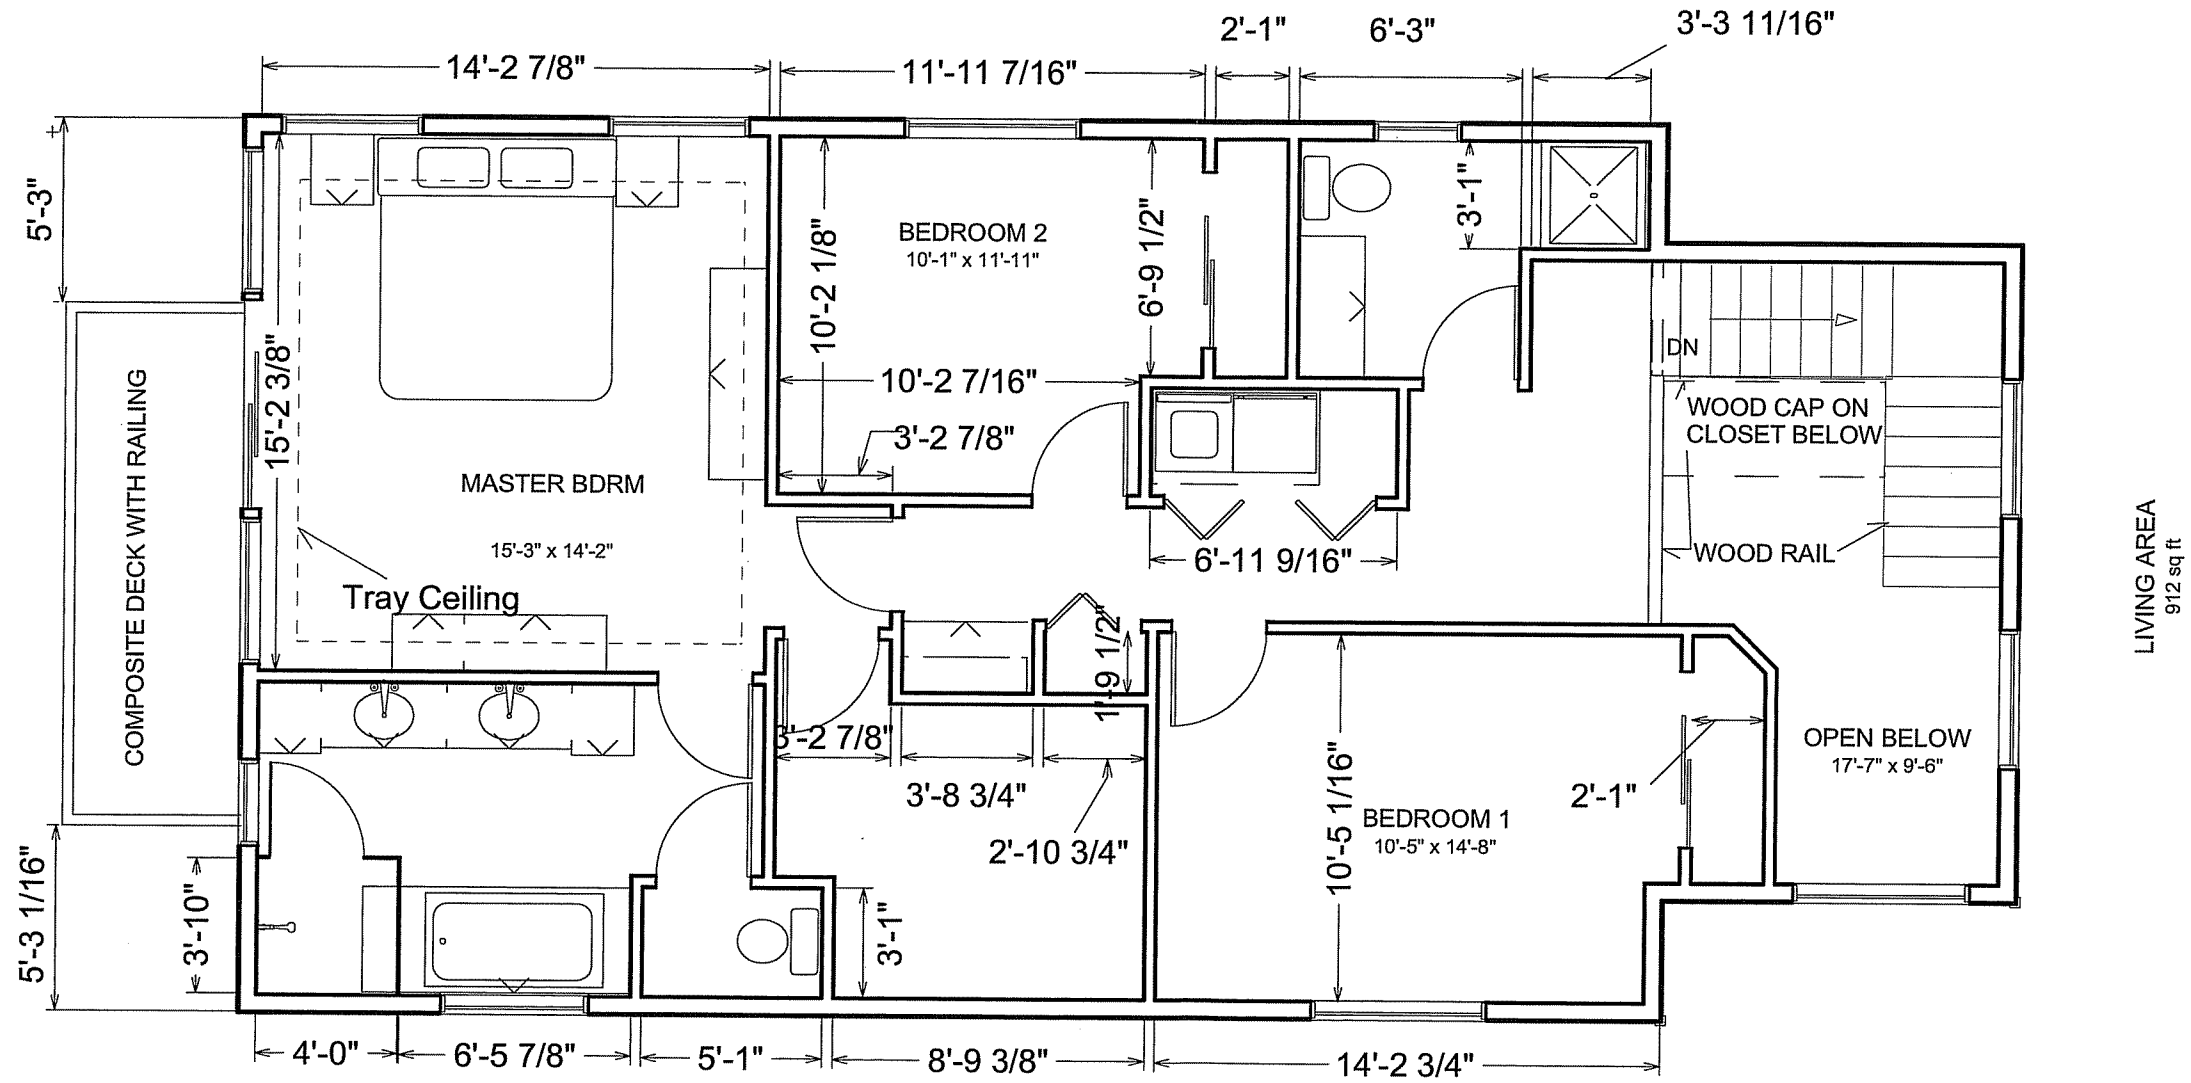 2'-1"
6'-3"
3'-3 11/16"
14'-2 7/8"
11'-11 7/16"
5'-3"
15'-2 3/8"
10'-2 1/8"
BEDROOM 2
10'-1" x 11'-11"
6'-9 1/2"
3'-1"
10'-2 7/16"
3'-2 7/8"
DN
WOOD CAP ON
CLOSET BELOW
WOOD RAIL
COMPOSITE DECK WITH RAILING
MASTER BDRM
15'-3" x 14'-2"
Tray Ceiling
6'-11 9/16"
LIVING AREA
912 sq ft
1'-9 1/2"
3'-2 7/8"
3'-8 3/4"
2'-10 3/4"
10'-5 1/16"
BEDROOM 1
10'-5" x 14'-8"
2'-1"
OPEN BELOW
17'-7" x 9'-6"
5'-3 1/16"
3'-10"
3'-1"
4'-0"
6'-5 7/8"
5'-1"
8'-9 3/8"
14'-2 3/4"